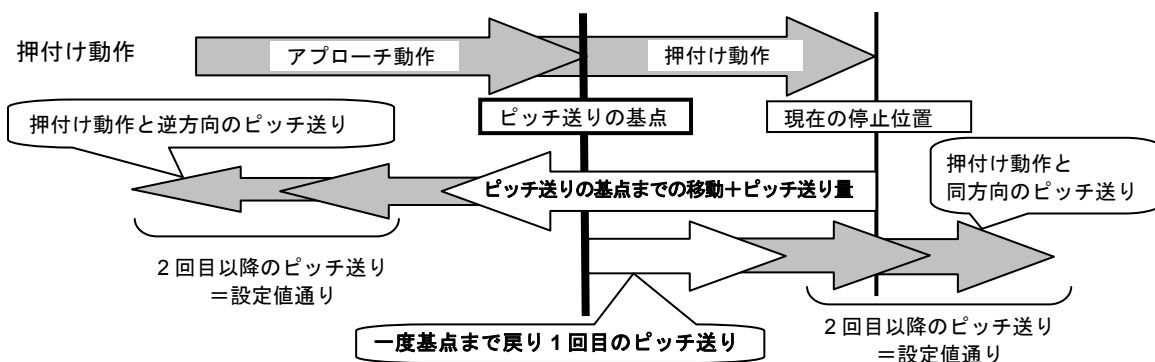 押付け動作
アプローチ動作
押付け動作
ピッチ送りの基点
現在の停止位置
押付け動作と逆方向のピッチ送り
ピッチ送りの基点までの移動＋ピッチ送り量
押付け動作と
同方向のピッチ送り
２回目以降のピッチ送り
＝設定値通り
一度基点まで戻り１回目のピッチ送り
２回目以降のピッチ送り
＝設定値通り